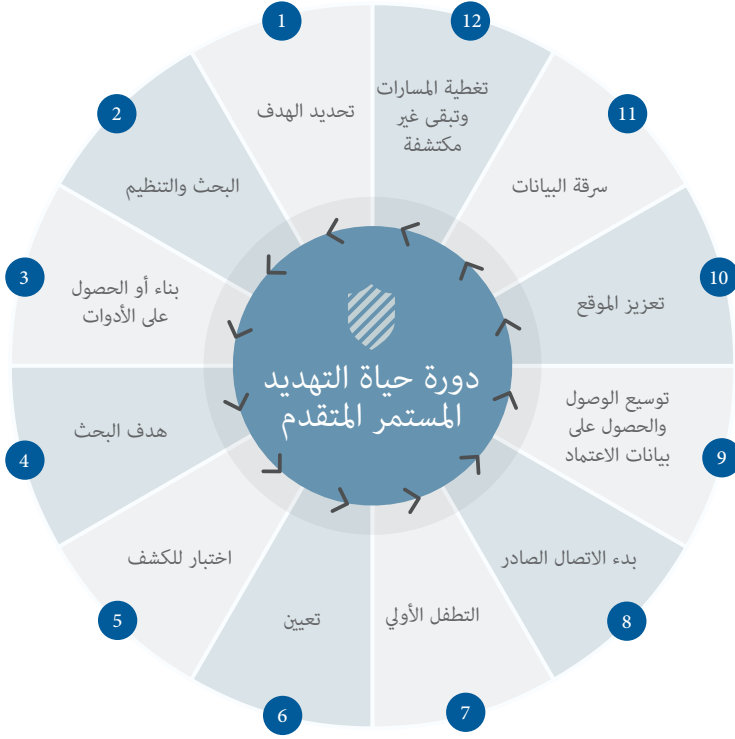 دورة حياة التهديد
المستمر المتقدم
1
تحديد الهدف
2
البحث والتنظيم
3
بناء أو الحصول
على الأدوات
4
هدف البحث
5
اختبار للكشف
6
تعيين
7
التطفل الأولي
8
بدء الاتصال الصادر
9
توسيع الوصول
والحصول على
بيانات الاعتماد
10
تعزيز الموقع
11
سرقة البيانات
12
تغطية المسارات
وتبقى غير
مكتشفة